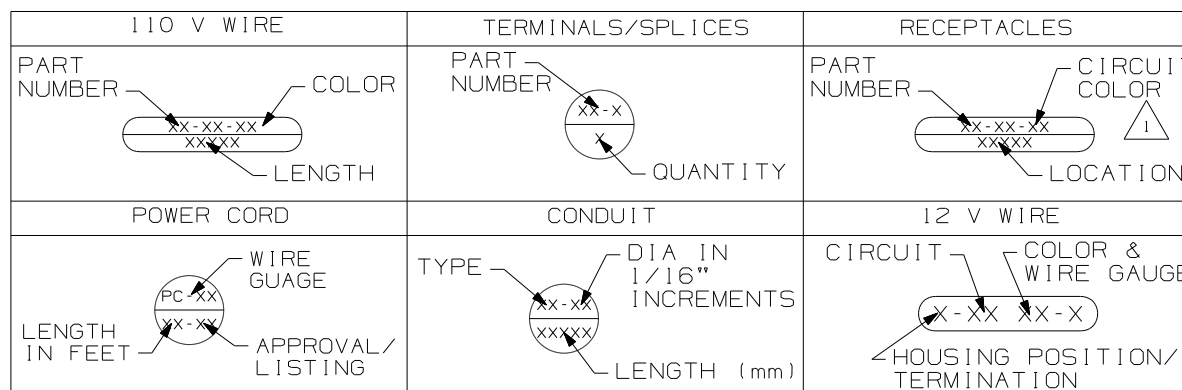 110 V WIRE
PART
NUMBER
COLOR
XX-XX-XX
XXXXX
LENGTH
TERMINALS/SPLICES
PART
NUMBER
XX-X
X
QUANTITY
RECEPTACLES
PART
NUMBER
CIRCUIT
COLOR
1
XX-XX-XX
XXXXX
LOCATION
POWER CORD
WIRE
GUAGE
PC-XX
XX-XX
LENGTH
IN FEET
APPROVAL/
LISTING
CONDUIT
TYPE
DIA IN
1/16"
INCREMENTS
XX-XX
XXXXX
LENGTH (mm)
12 V WIRE
CIRCUIT
COLOR &
WIRE GAUGE
X-XX XX-X
HOUSING POSITION/
TERMINATION